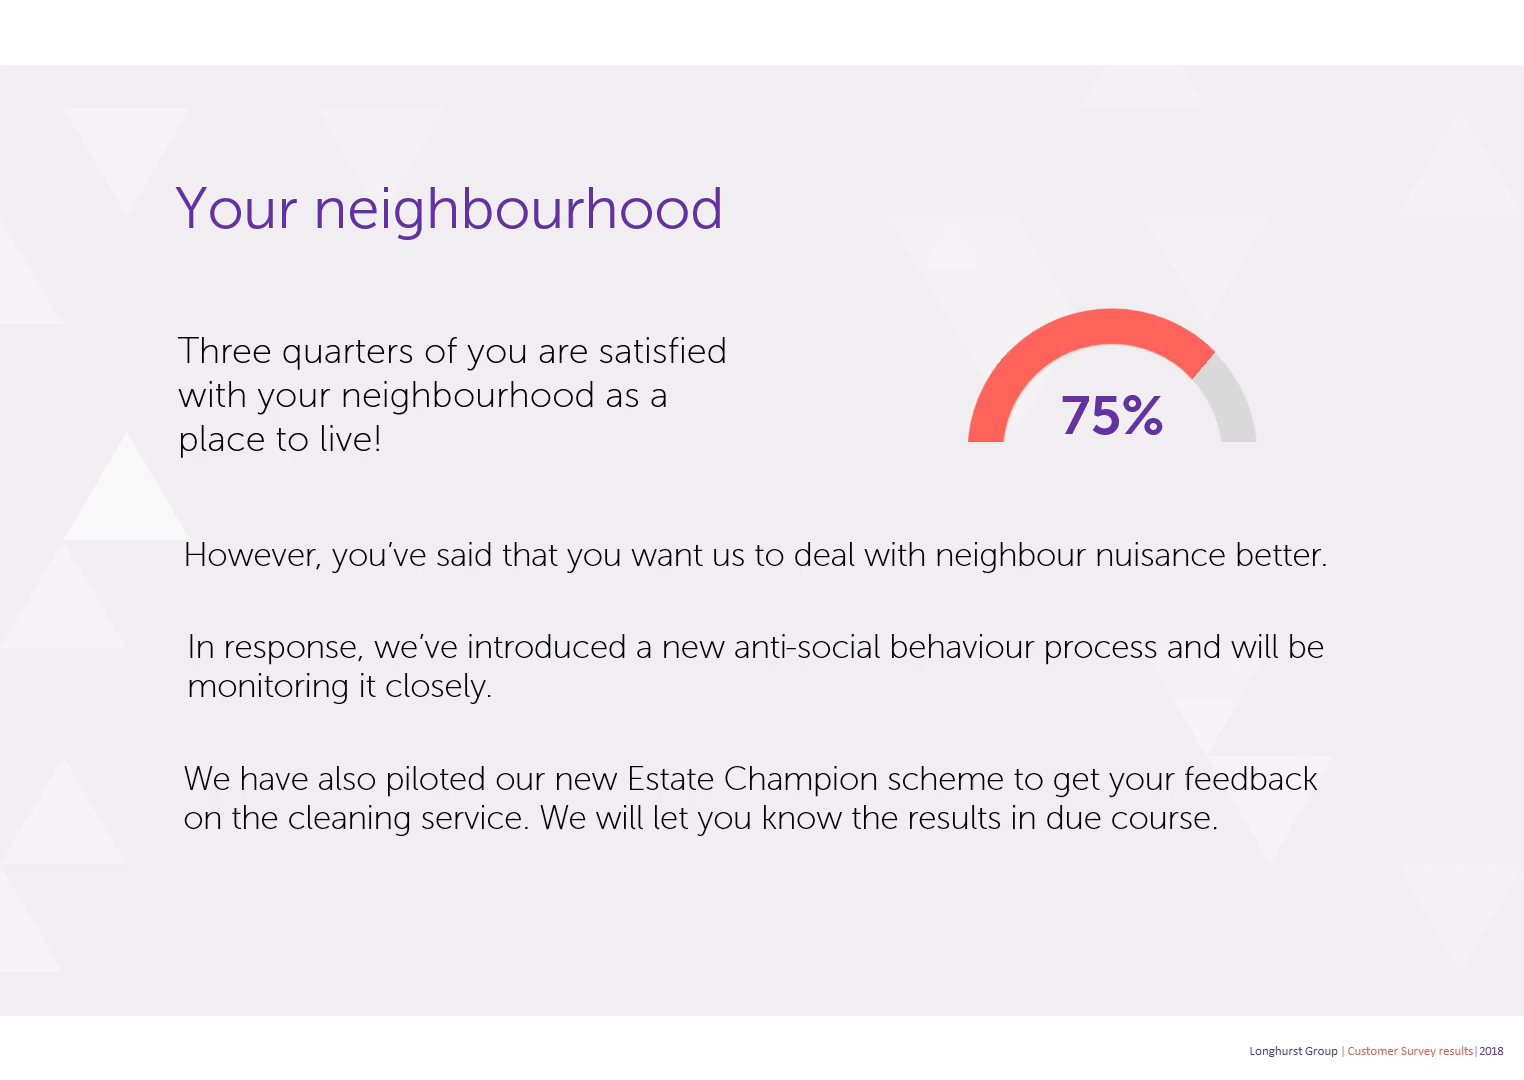 Your neighbourhood
Three quarters of you are satisfied
with your neighbourhood as a
place to live!
75%
However, you’ve said that you want us to deal with neighbour nuisance better.
In response, we’ve introduced a new anti-social behaviour process and will be
monitoring it closely.
We have also piloted our new Estate Champion scheme to get your feedback
on the cleaning service. We will let you know the results in due course.
Longhurst Group | Customer Survey results| 2018